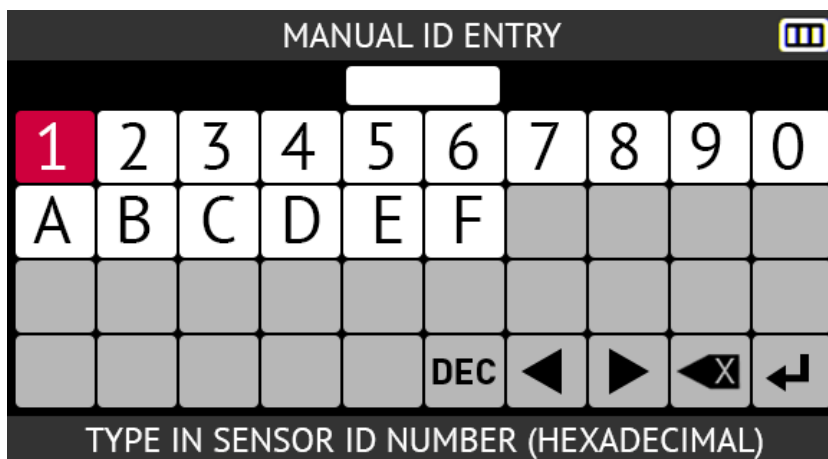 MANUAL ID ENTRY
1 2 3 4 5 6 7 8 9 0
A B C D E F
DEC X
TYPE IN SENSOR ID NUMBER (HEXADECIMAL)